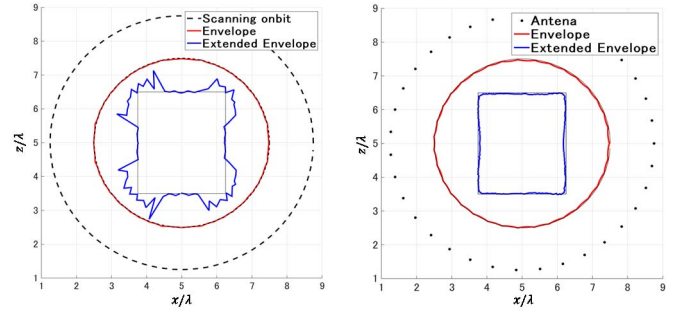 Scanning onbit
Envelope
Extended Envelope
9
8
7
6
5
4
3
2
1
z/λ
1 2 3 4 5 6 7 8 9
x/λ
Antena
Envelope
Extended Envelope
9
8
7
6
5
4
3
2
1
z/λ
1 2 3 4 5 6 7 8 9
x/λ